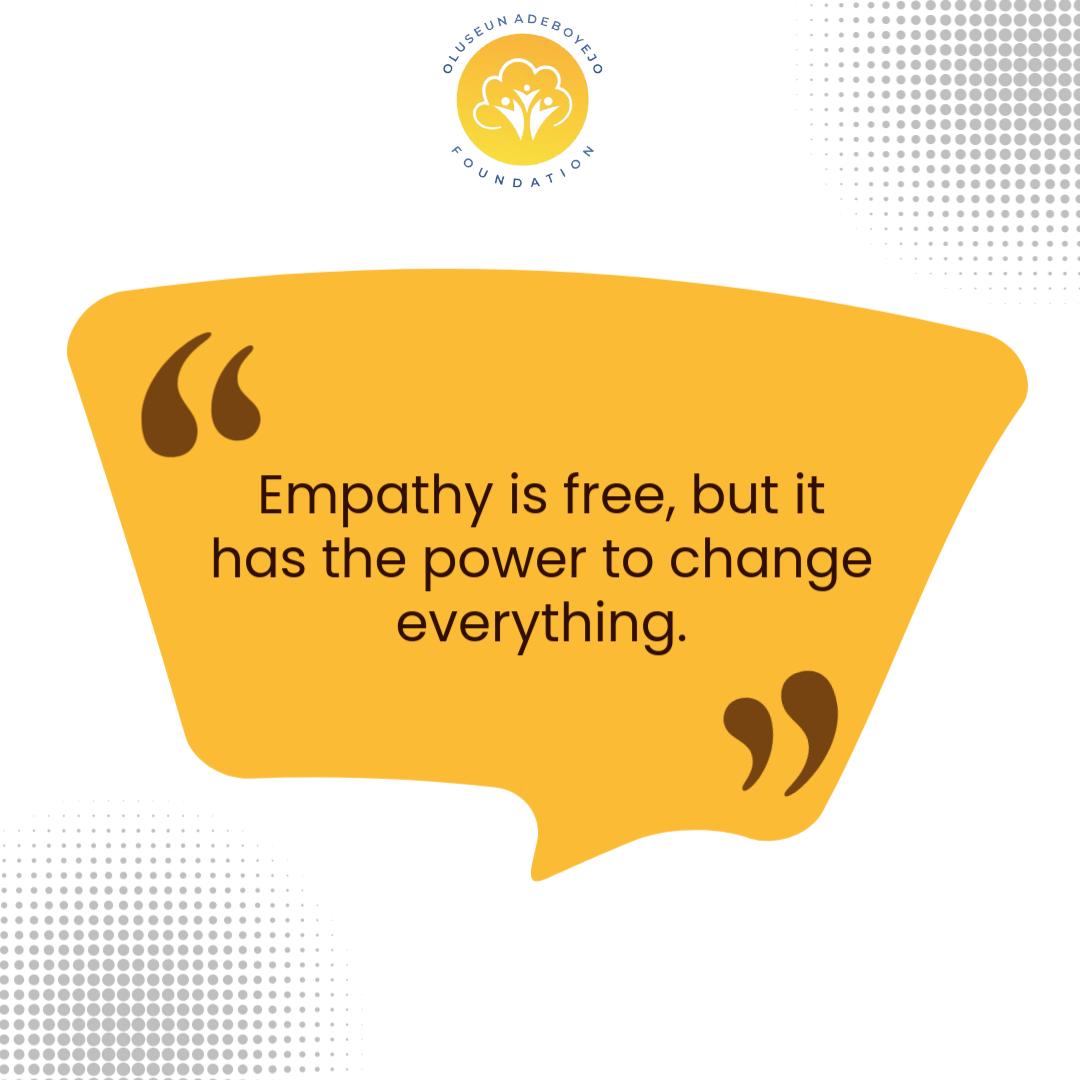 OLUSEUN ADEBOYEJO
FOUNDATION
“
Empathy is free, but it
has the power to change
everything.
”